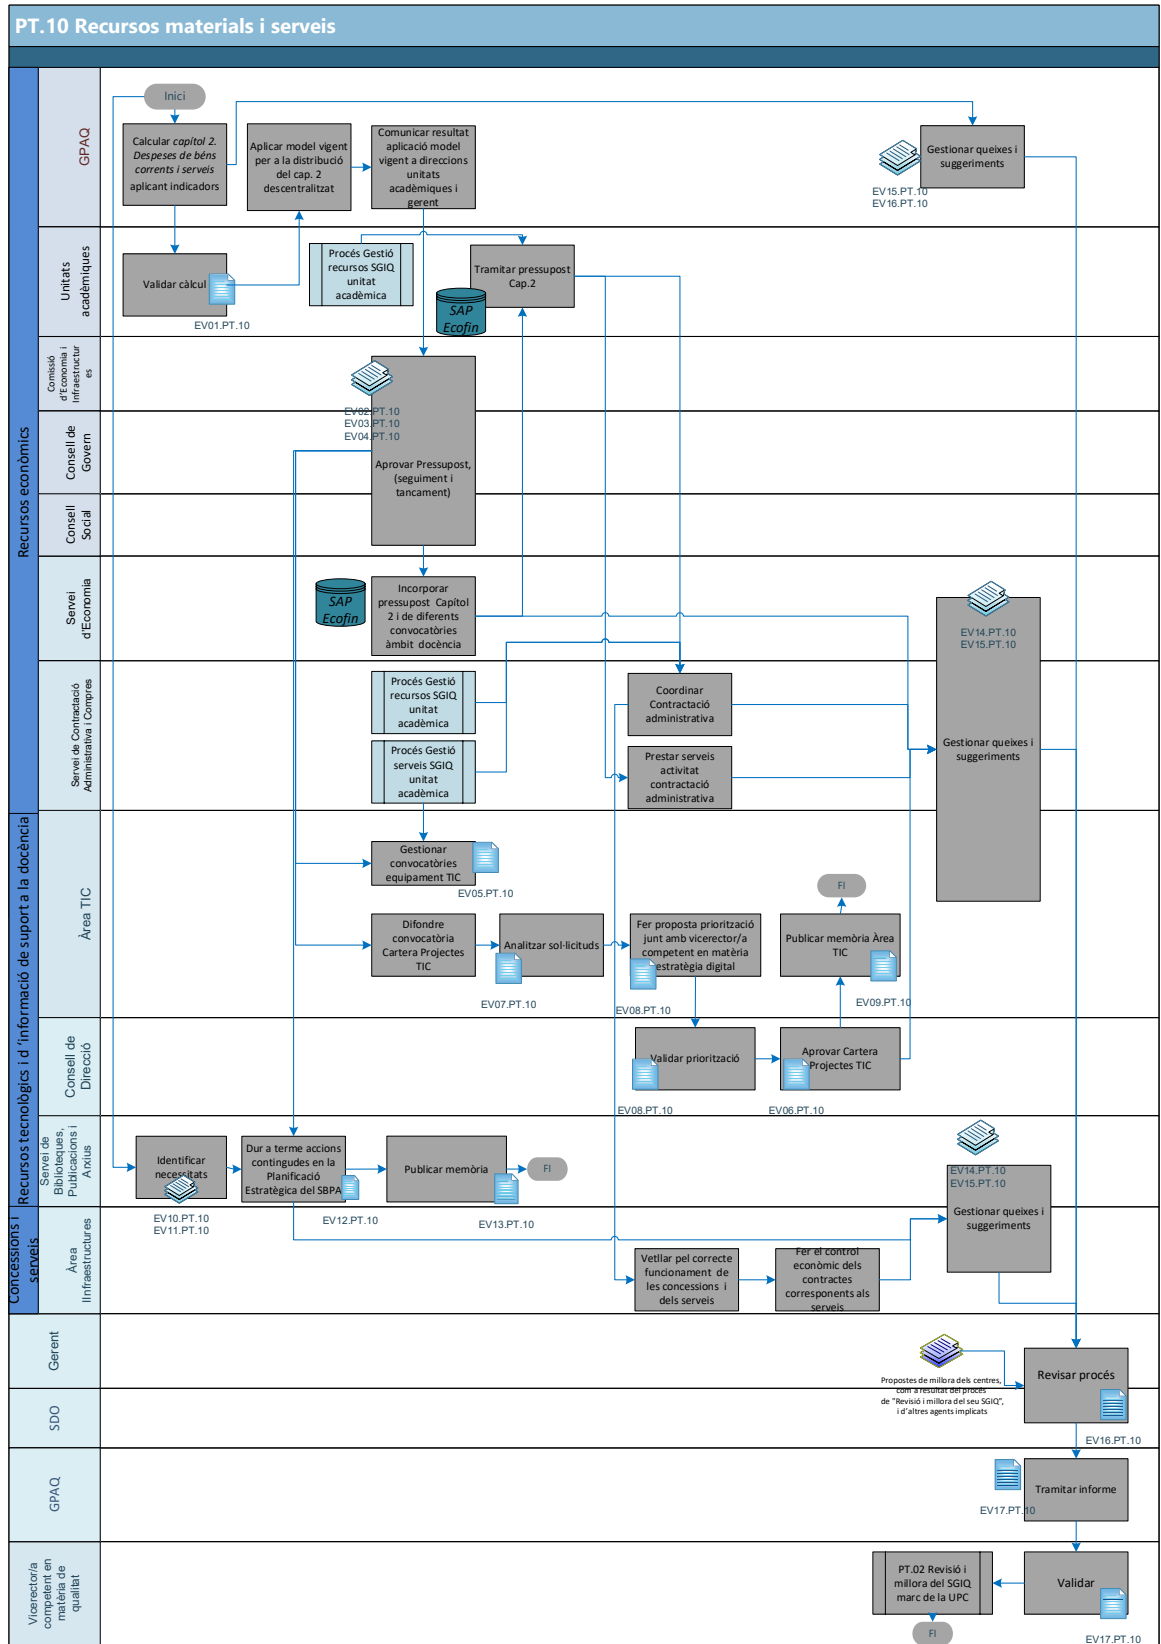 PT.10 Recursos materials i serveis
Recursos econòmics
GPAQ
Inici
Calcular capítol 2.
Despeses de béns
corrents i serveis
aplicant indicadors
Aplicar model vigent
per a la distribució
del cap. 2
descentralitzat
Comunicar resultat
aplicació model
vigent a direccions
unitats
acadèmiques i
gerent
Gestionar queixes i
suggeriments
EV15.PT.10
EV16.PT.10
Unitats
acadèmiques
Validar càlcul
EV01.PT.10
Procés Gestió
recursos SGIQ
unitat
acadèmica
Tramitar pressupost
Cap.2
SAP
Ecofin
Comissió
d'Economia i
Infraestructur
es
EV02.PT.10
EV03.PT.10
EV04.PT.10
Consell de
Govern
Aprovar Pressupost,
(seguiment i
tancament)
Consell
Social
Servei
d'Economia
SAP
Ecofin
Incorporar
pressupost Capítol
2 i de diferents
convocatòries
àmbit docència
EV14.PT.10
EV15.PT.10
Gestionar queixes i
suggeriments
Servei de Contractació
Administrativa i Compres
Procés Gestió
recursos SGIQ
unitat
acadèmica
Coordinar
Contractació
administrativa
Procés Gestió
serveis SGIQ
unitat
acadèmica
Prestar serveis
activitat
contractació
administrativa
Recursos tecnològics i d 'informació de suport a la docència
Àrea TIC
Gestionar
convocatòries
equipament TIC
EV05.PT.10
Difondre
convocatòria
Cartera Projectes
TIC
Analitzar sol·licituds
EV07.PT.10
Fer proposta priorització
junt amb vicerector/a
competent en matèria
estratègia digital
EV08.PT.10
FI
Publicar memòria Àrea
TIC
EV09.PT.10
Consell de
Direcció
Validar priorització
EV08.PT.10
Aprovar Cartera
Projectes TIC
EV06.PT.10
Servei de
Biblioteques,
Publicacions i
Arxius
Identificar
necessitats
EV10.PT.10
EV11.PT.10
Dur a terme accions
contingudes en la
Planificació
Estratègica del SBPA
EV12.PT.10
Publicar memòria
EV13.PT.10
FI
EV14.PT.10
EV15.PT.10
Gestionar queixes i
suggeriments
Concessions i
serveis
Àrea
IInfraestructures
Vetllar pel correcte
funcionament de
les concessions i
dels serveis
Fer el control
econòmic dels
contractes
corresponents als
serveis
Gerent
Propostes de millora dels centres,
com a resultat del procés
de "Revisió i millora del seu SGIQ",
i d'altres agents implicats
Revisar procés
EV16.PT.10
SDO
GPAQ
Tramitar informe
EV17.PT.10
Vicerector/a
competent en
matèria de
qualitat
PT.02 Revisió i
millora del SGIQ
marc de la UPC
FI
Validar
EV17.PT.10